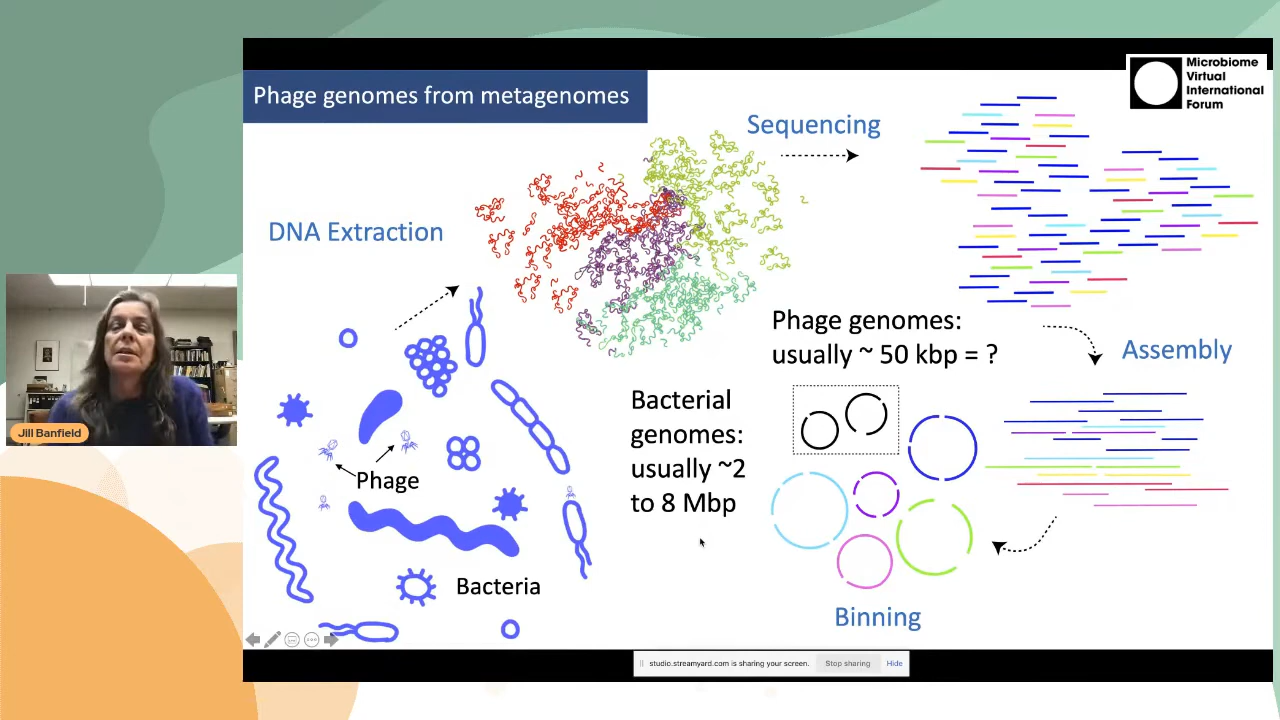 Phage genomes from metagenomes
Microbiome
Virtual
International
Forum
Sequencing
DNA Extraction
Phage genomes:
usually ~ 50 kbp = ?
Assembly
Bacterial
genomes:
usually ~2
to 8 Mbp
Jill Banfield
Phage
Bacteria
Binning
studio.streamyard.com is sharing your screen.
Stop sharing
Hide